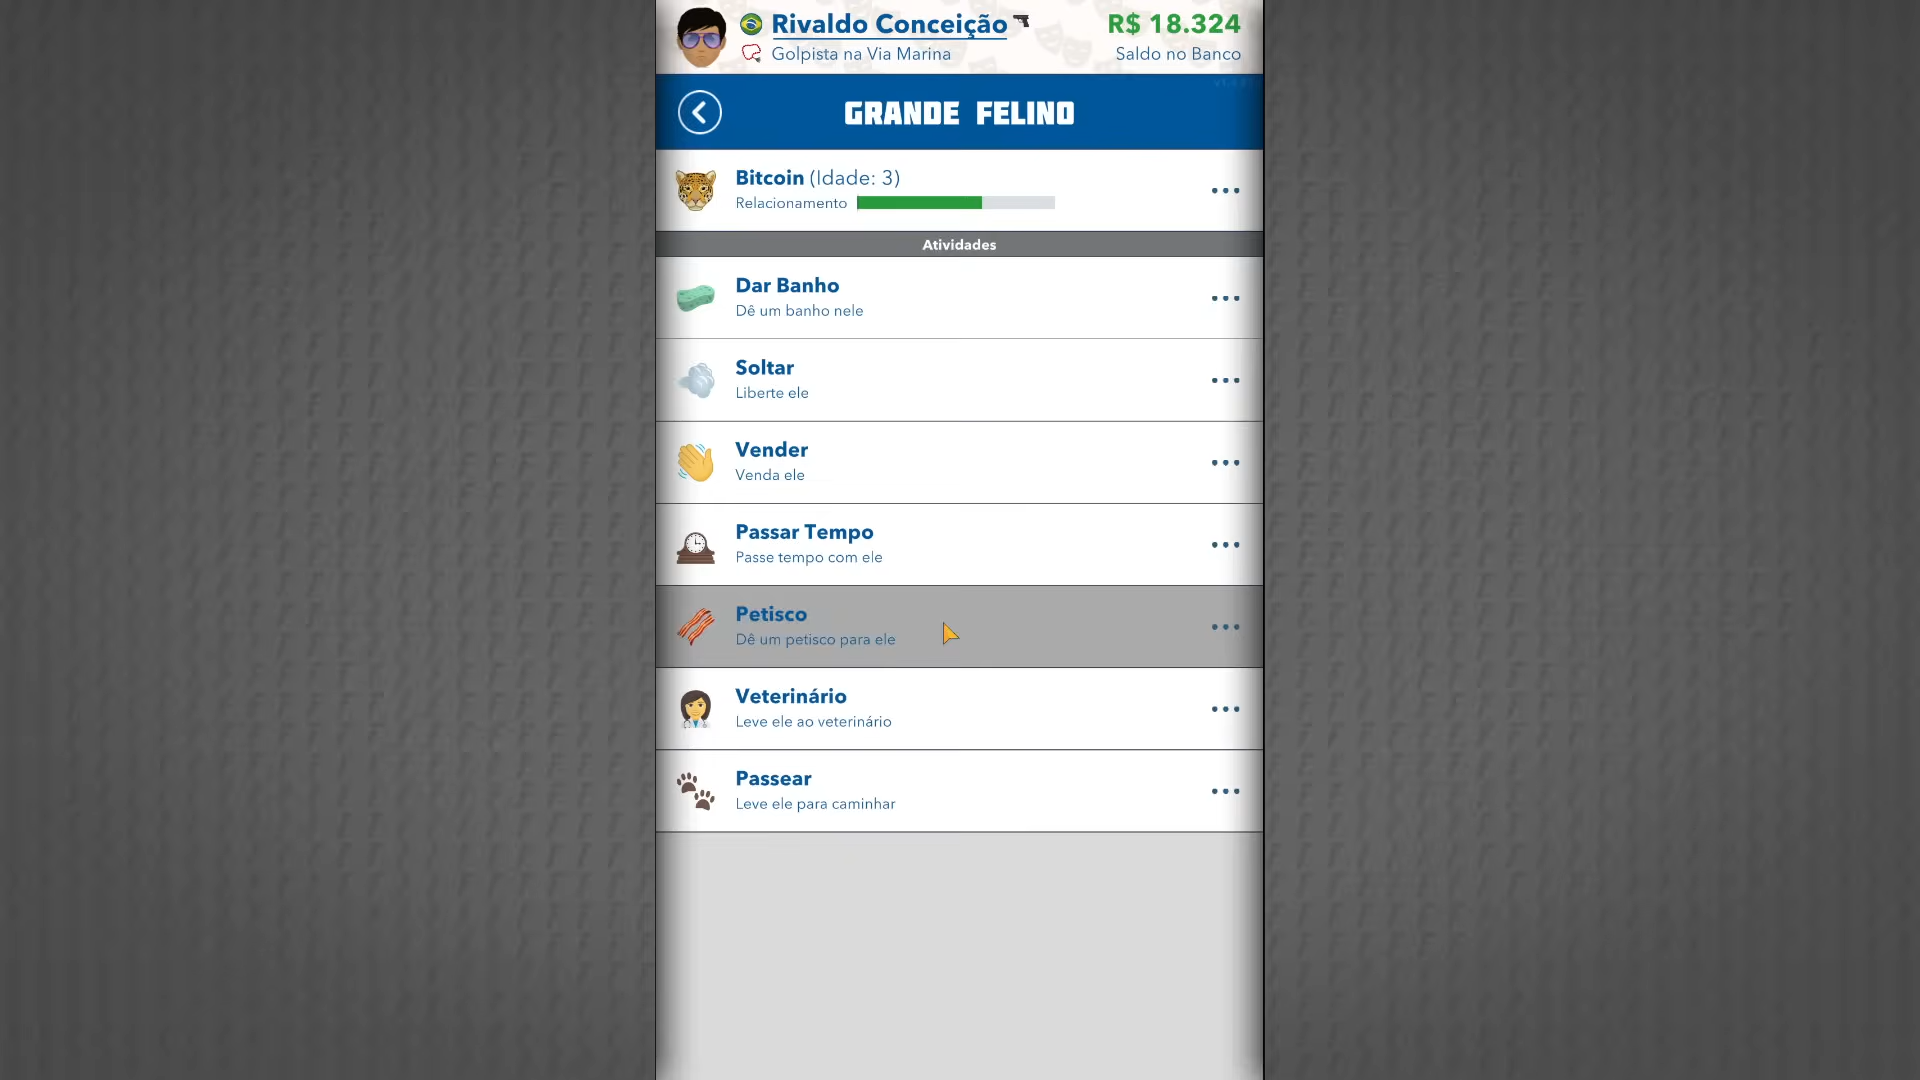 Rivaldo Conceição
R$ 18.324
Golpista na Via Marina
Saldo no Banco
GRANDE FELINO
Bitcoin (Idade: 3)
Relacionamento
Atividades
Dar Banho
Dê um banho nele
Soltar
Liberte ele
Vender
Venda ele
Passar Tempo
Passe tempo com ele
Petisco
Dê um petisco para ele
Veterinário
Leve ele ao veterinário
Passear
Leve ele para caminhar